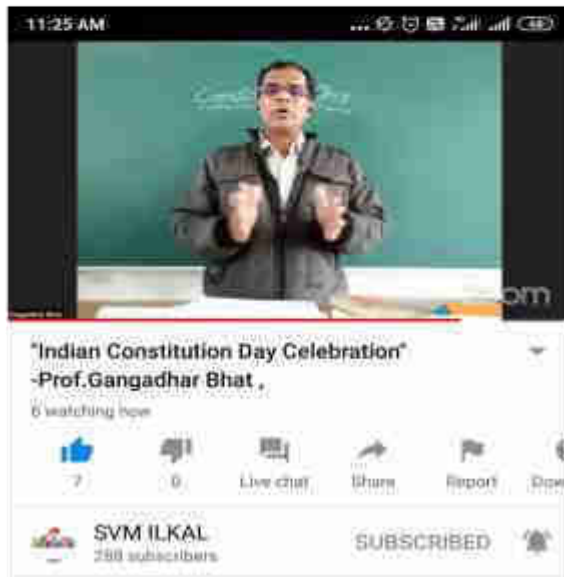 11:25 AM
"Indian Constitution Day Celebration"
-Prof.Gangadhar Bhat ,
6 watching now
7
0
Live chat
Share
Report
SVM ILKAL
288 subscribers
SUBSCRIBED